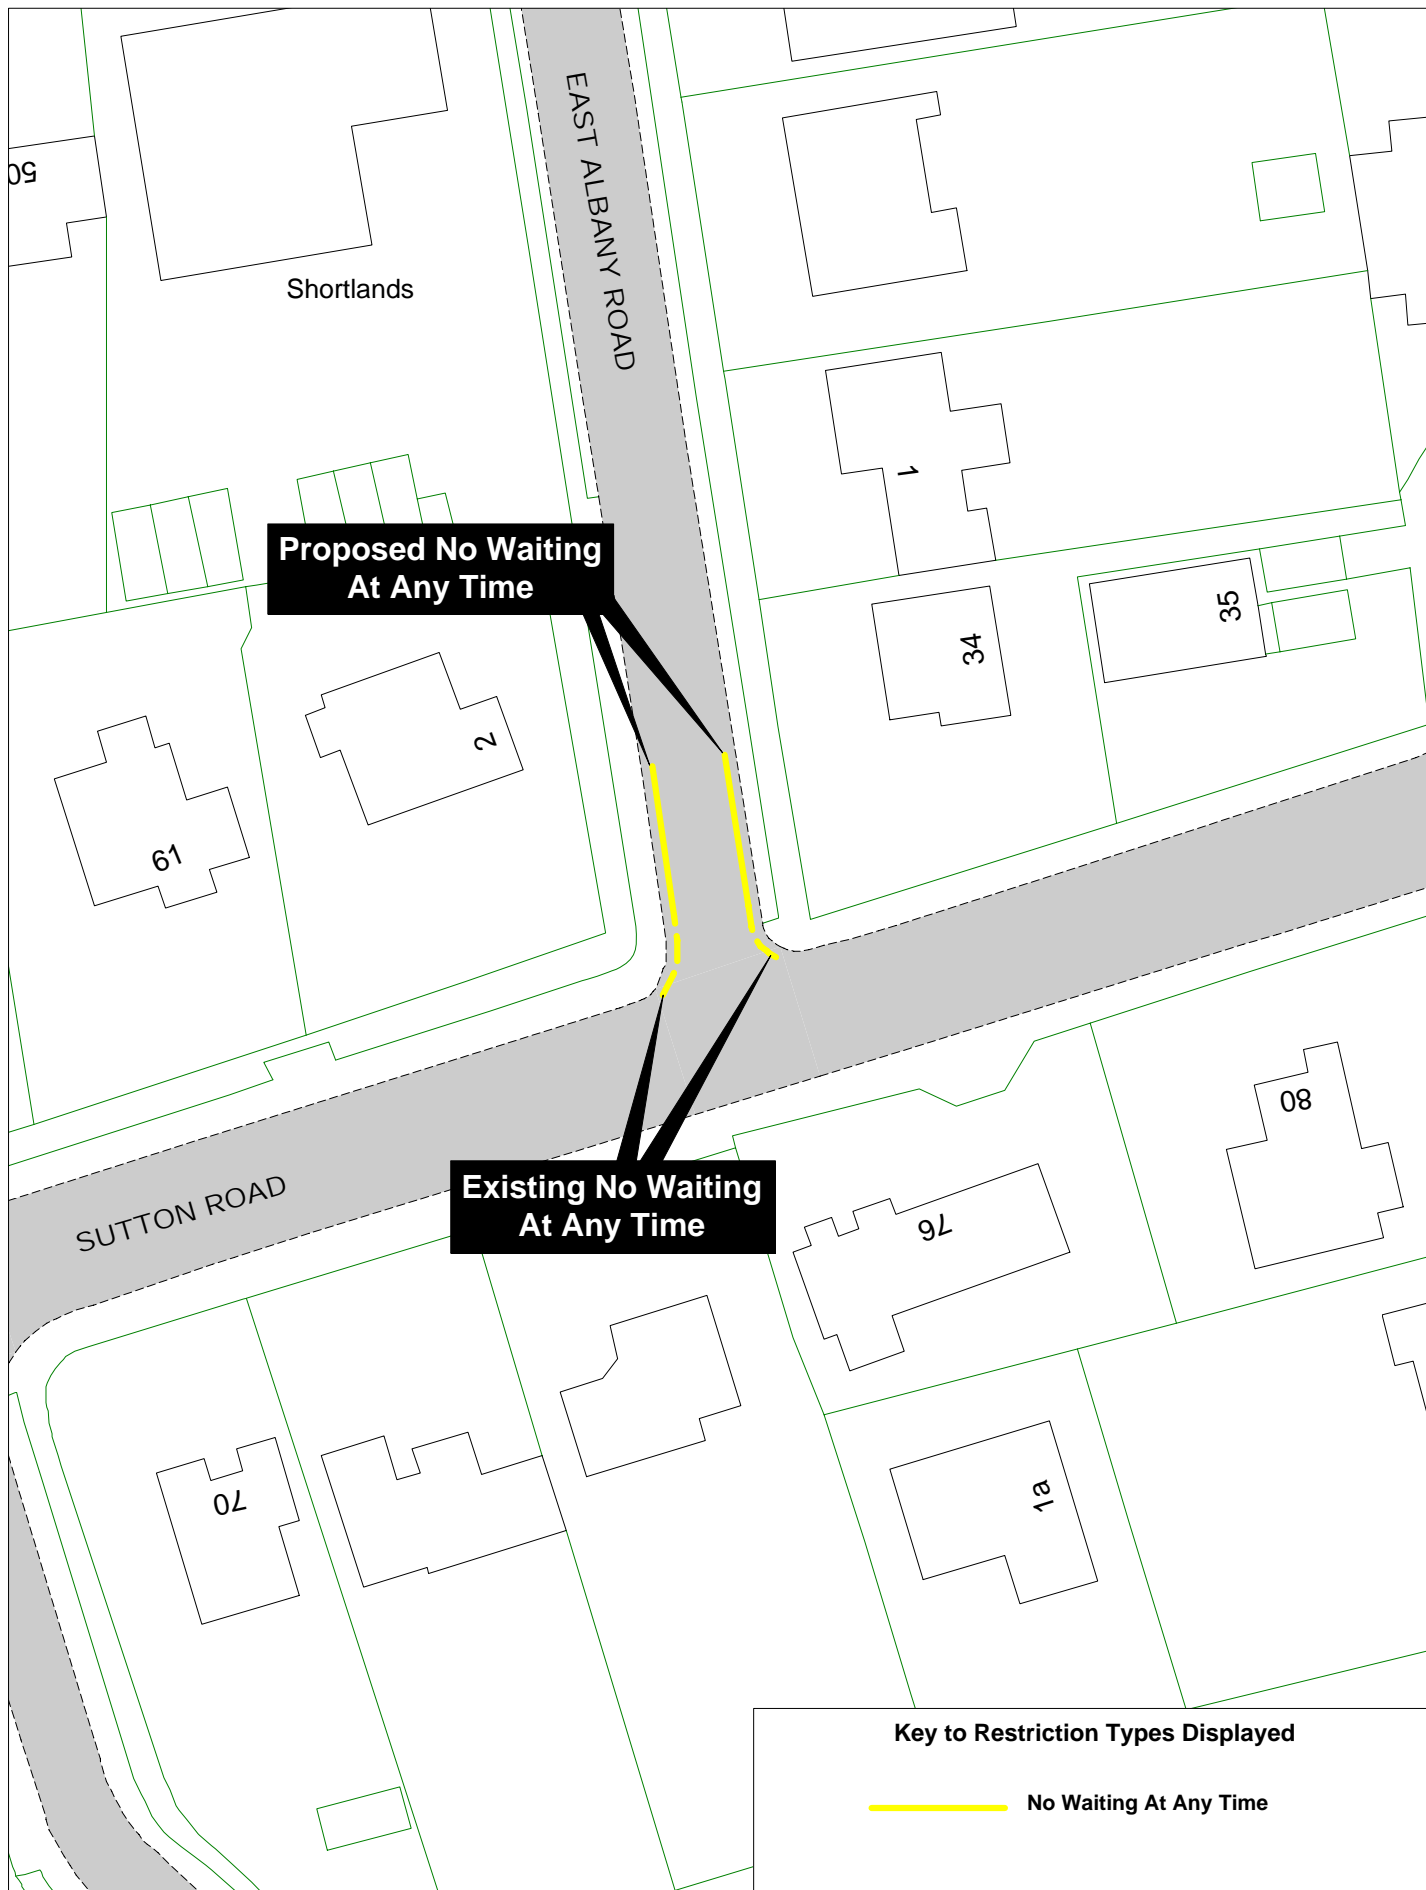 EAST ALBANY ROAD
50
Shortlands
1
Proposed No Waiting
At Any Time
35
34
2
61
80
SUTTON ROAD
Existing No Waiting
At Any Time
76
70
1a
Key to Restriction Types Displayed
No Waiting At Any Time